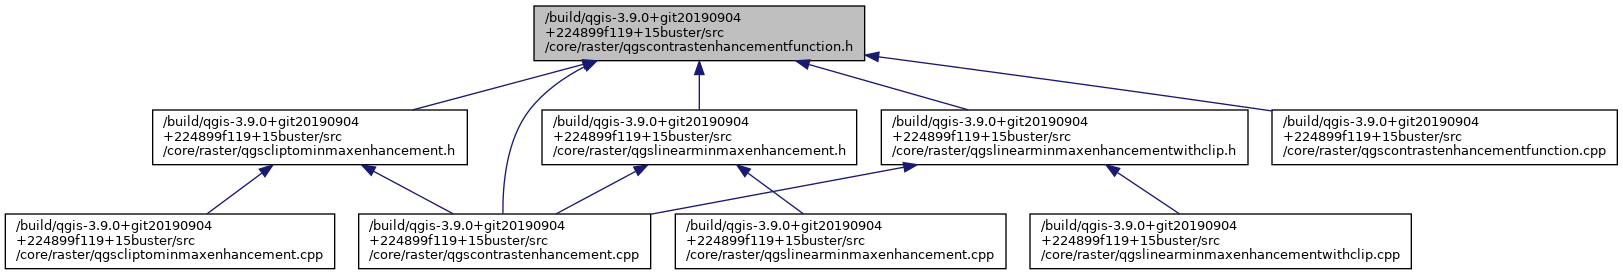 /build/qgis-3.9.0+git20190904
+224899f119+15buster/src
/core/raster/qgscontrastenhancementfunction.h
/build/qgis-3.9.0+git20190904
+224899f119+15buster/src
/core/raster/qgscliptominmaxenhancement.h
/build/qgis-3.9.0+git20190904
+224899f119+15buster/src
/core/raster/qgslinearminmaxenhancement.h
/build/qgis-3.9.0+git20190904
+224899f119+15buster/src
/core/raster/qgslinearminmaxenhancementwithclip.h
/build/qgis-3.9.0+git20190904
+224899f119+15buster/src
/core/raster/qgscontrastenhancementfunction.cpp
/build/qgis-3.9.0+git20190904
+224899f119+15buster/src
/core/raster/qgscliptominmaxenhancement.cpp
/build/qgis-3.9.0+git20190904
+224899f119+15buster/src
/core/raster/qgscontrastenhancement.cpp
/build/qgis-3.9.0+git20190904
+224899f119+15buster/src
/core/raster/qgslinearminmaxenhancement.cpp
/build/qgis-3.9.0+git20190904
+224899f119+15buster/src
/core/raster/qgslinearminmaxenhancementwithclip.cpp